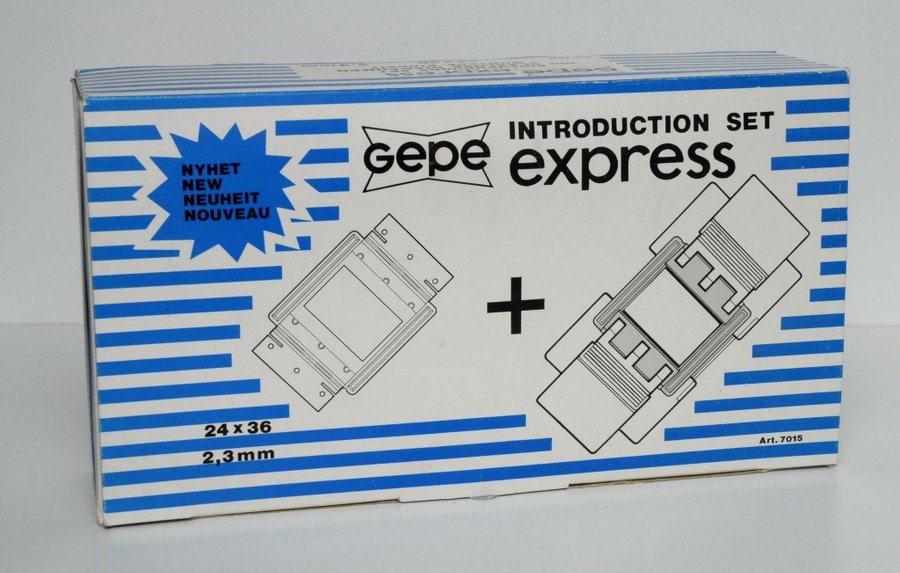 Gepe
INTRODUCTION SET
express
NYHET
NEW
NEUHEIT
NOUVEAU
+
24 x 36
2,3 mm
Art. 7015